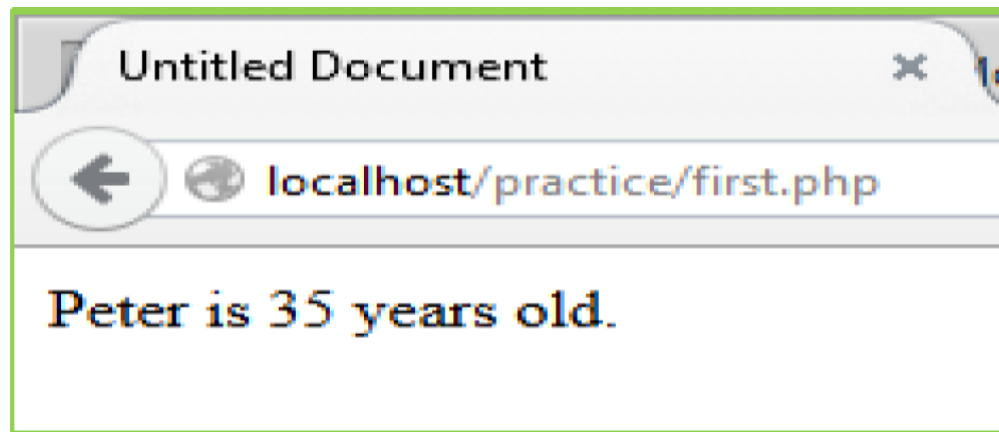 Untitled Document
localhost/practice/first.php
Peter is 35 years old.